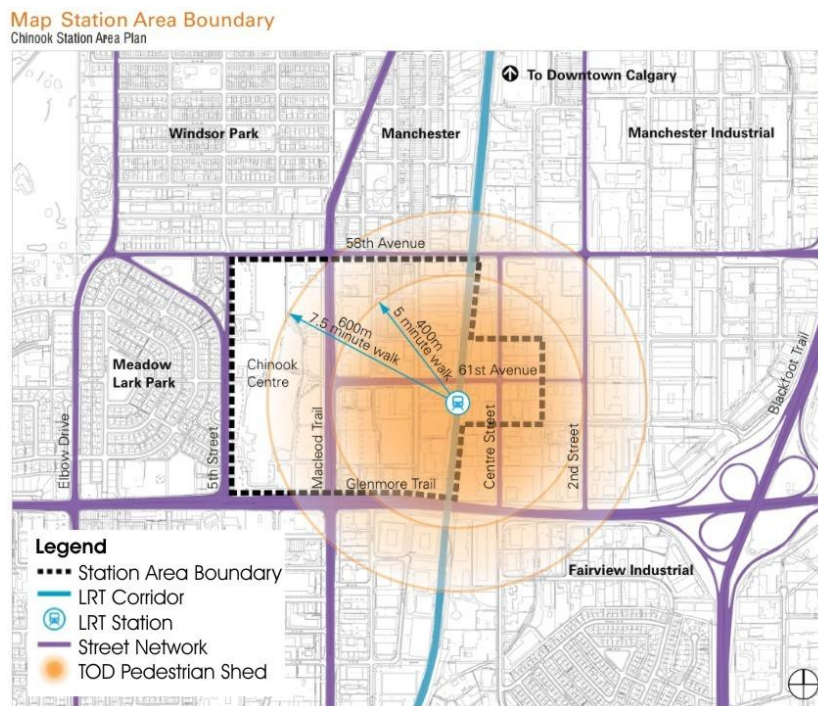 Map Station Area Boundary
Chinook Station Area Plan
To Downtown Calgary
Windsor Park
Manchester
Manchester Industrial
58th Avenue
600m
7.5 minute walk
400m
5 minute walk
Meadow
Lark Park
Chinook
Centre
61st Avenue
Elbow Drive
5th Street
Macleod Trail
Centre Street
2nd Street
Blackfoot Trail
Glenmore Trail
Fairview Industrial
Legend
Station Area Boundary
LRT Corridor
LRT Station
Street Network
TOD Pedestrian Shed